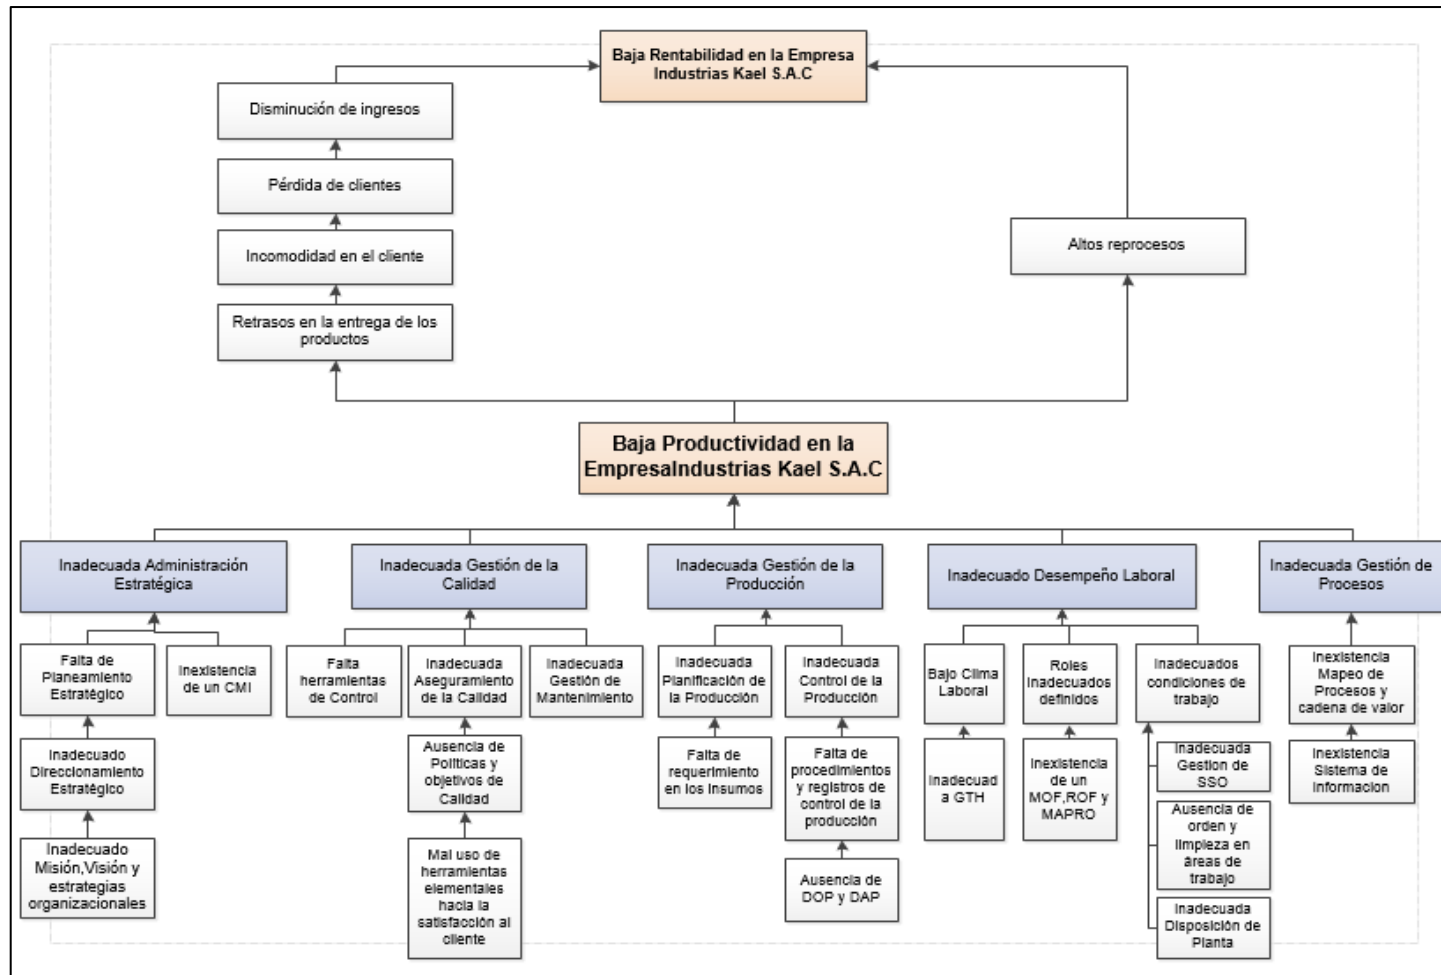 Baja Rentabilidad en la Empresa
Industrias Kael S.A.C
Disminución de ingresos
Pérdida de clientes
Incomodidad en el cliente
Altos reprocesos
Retrasos en la entrega de los
productos
Baja Productividad en la
EmpresaIndustrias Kael S.A.C
Inadecuada Administración
Estratégica
Inadecuada Gestión de la
Calidad
Inadecuada Gestión de la
Producción
Inadecuado Desempeño Laboral
Inadecuada Gestión de
Procesos
Falta de
Planeamiento
Estratégico
Inexistencia
de un CMI
Falta
herramientas
de Control
Inadecuada
Aseguramiento
de la Calidad
Inadecuada
Gestión de
Mantenimiento
Inadecuada
Planificación de
la Producción
Inadecuada
Control de la
Producción
Bajo Clima
Laboral
Roles
inadecuados
definidos
Inadecuados
condiciones de
trabajo
Inexistencia
Mapeo de
Procesos y
cadena de valor
Inadecuado
Direccionamiento
Estratégico
Ausencia de
Políticas y
objetivos de
Calidad
Falta de
requerimiento
en los insumos
Falta de
procedimientos
y registros de
control de la
producción
Inadecuad
a GTH
Inexistencia
de un
MOF,ROF y
MAPRO
Inadecuada
Gestion de
SSO
Inexistencia
Sistema de
Informacion
Inadecuado
Misión,Visión y
estrategias
organizacionales
Mal uso de
herramientas
elementales
hacia la
satisfacción al
cliente
Ausencia de
DOP y DAP
Ausencia de
orden y
limpieza en
áreas de
trabajo
Inadecuada
Disposición de
Planta